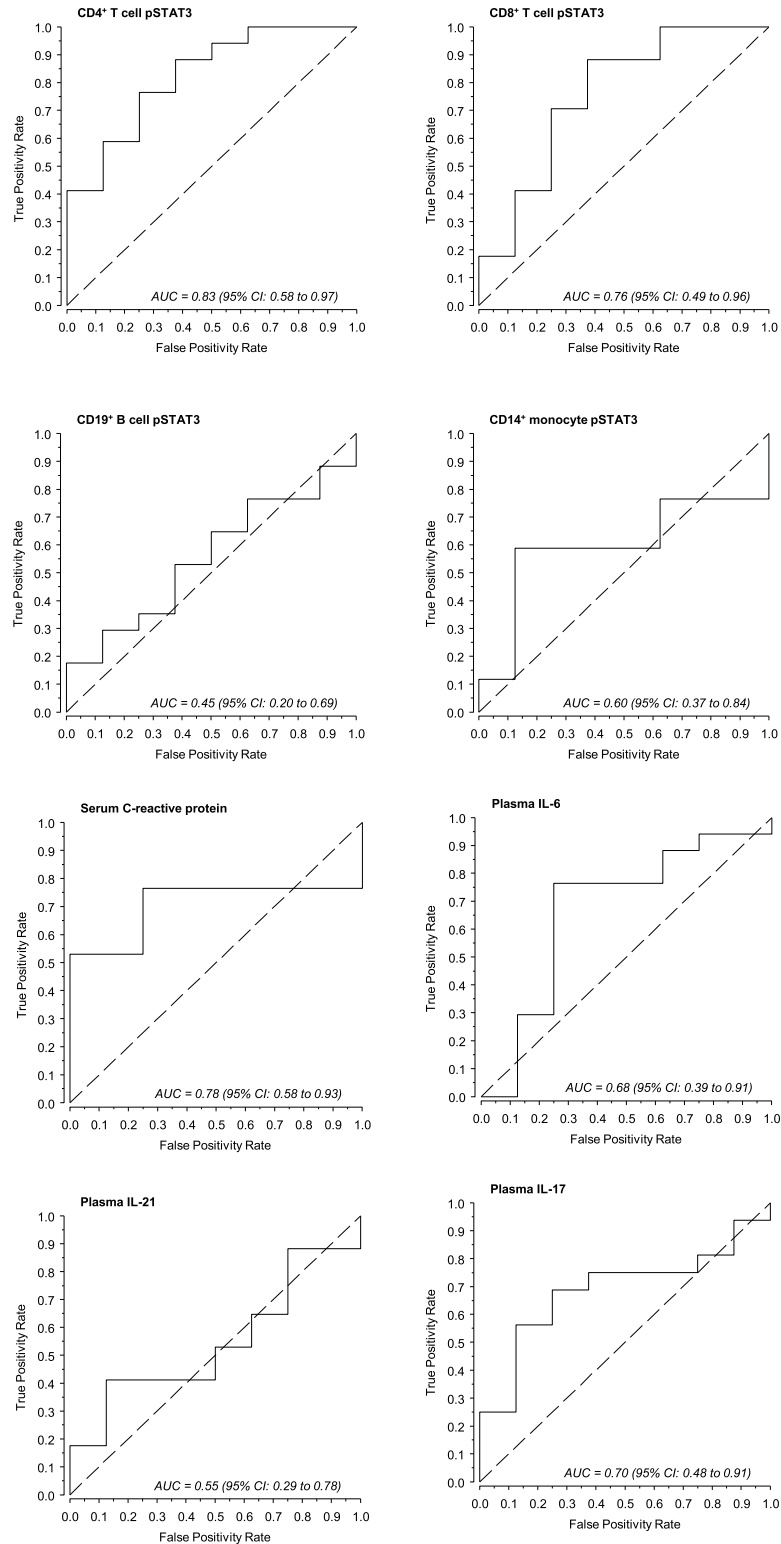 CD4⁺ T cell pSTAT3
1.0
0.9
0.8
0.7
0.6
0.5
0.4
0.3
0.2
0.1
0.0
True Positivity Rate
AUC = 0.83 (95% CI: 0.58 to 0.97)
0.0 0.1 0.2 0.3 0.4 0.5 0.6 0.7 0.8 0.9 1.0
False Positivity Rate
CD8⁺ T cell pSTAT3
1.0
0.9
0.8
0.7
0.6
0.5
0.4
0.3
0.2
0.1
0.0
True Positivity Rate
AUC = 0.76 (95% CI: 0.49 to 0.96)
0.0 0.1 0.2 0.3 0.4 0.5 0.6 0.7 0.8 0.9 1.0
False Positivity Rate
CD19⁺ B cell pSTAT3
1.0
0.9
0.8
0.7
0.6
0.5
0.4
0.3
0.2
0.1
0.0
True Positivity Rate
AUC = 0.45 (95% CI: 0.20 to 0.69)
0.0 0.1 0.2 0.3 0.4 0.5 0.6 0.7 0.8 0.9 1.0
False Positivity Rate
CD14⁺ monocyte pSTAT3
1.0
0.9
0.8
0.7
0.6
0.5
0.4
0.3
0.2
0.1
0.0
True Positivity Rate
AUC = 0.60 (95% CI: 0.37 to 0.84)
0.0 0.1 0.2 0.3 0.4 0.5 0.6 0.7 0.8 0.9 1.0
False Positivity Rate
Serum C-reactive protein
1.0
0.9
0.8
0.7
0.6
0.5
0.4
0.3
0.2
0.1
0.0
True Positivity Rate
AUC = 0.78 (95% CI: 0.58 to 0.93)
0.0 0.1 0.2 0.3 0.4 0.5 0.6 0.7 0.8 0.9 1.0
False Positivity Rate
Plasma IL-6
1.0
0.9
0.8
0.7
0.6
0.5
0.4
0.3
0.2
0.1
0.0
True Positivity Rate
AUC = 0.68 (95% CI: 0.39 to 0.91)
0.0 0.1 0.2 0.3 0.4 0.5 0.6 0.7 0.8 0.9 1.0
False Positivity Rate
Plasma IL-21
1.0
0.9
0.8
0.7
0.6
0.5
0.4
0.3
0.2
0.1
0.0
True Positivity Rate
AUC = 0.55 (95% CI: 0.29 to 0.78)
0.0 0.1 0.2 0.3 0.4 0.5 0.6 0.7 0.8 0.9 1.0
False Positivity Rate
Plasma IL-17
1.0
0.9
0.8
0.7
0.6
0.5
0.4
0.3
0.2
0.1
0.0
True Positivity Rate
AUC = 0.70 (95% CI: 0.48 to 0.91)
0.0 0.1 0.2 0.3 0.4 0.5 0.6 0.7 0.8 0.9 1.0
False Positivity Rate